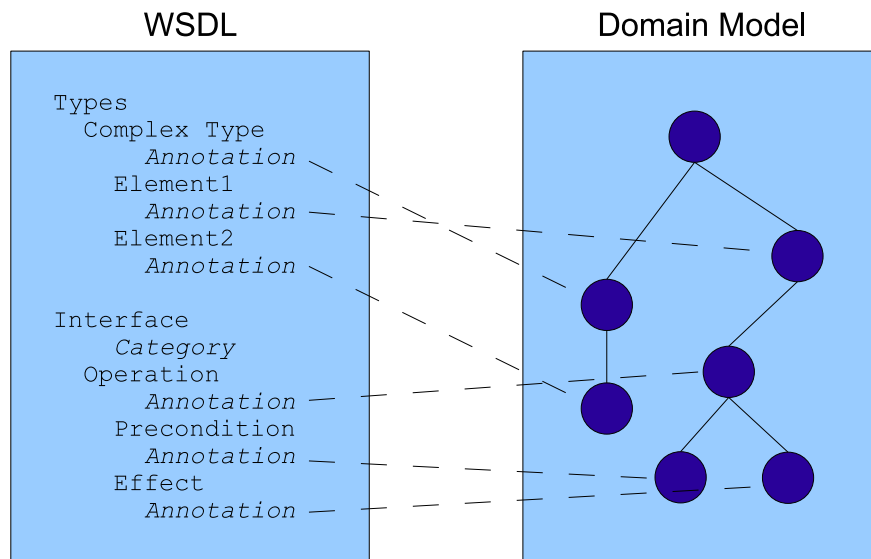 WSDL
Domain Model
Types
Complex Type
Annotation
Element1
Annotation
Element2
Annotation
Interface
Category
Operation
Annotation
Precondition
Annotation
Effect
Annotation